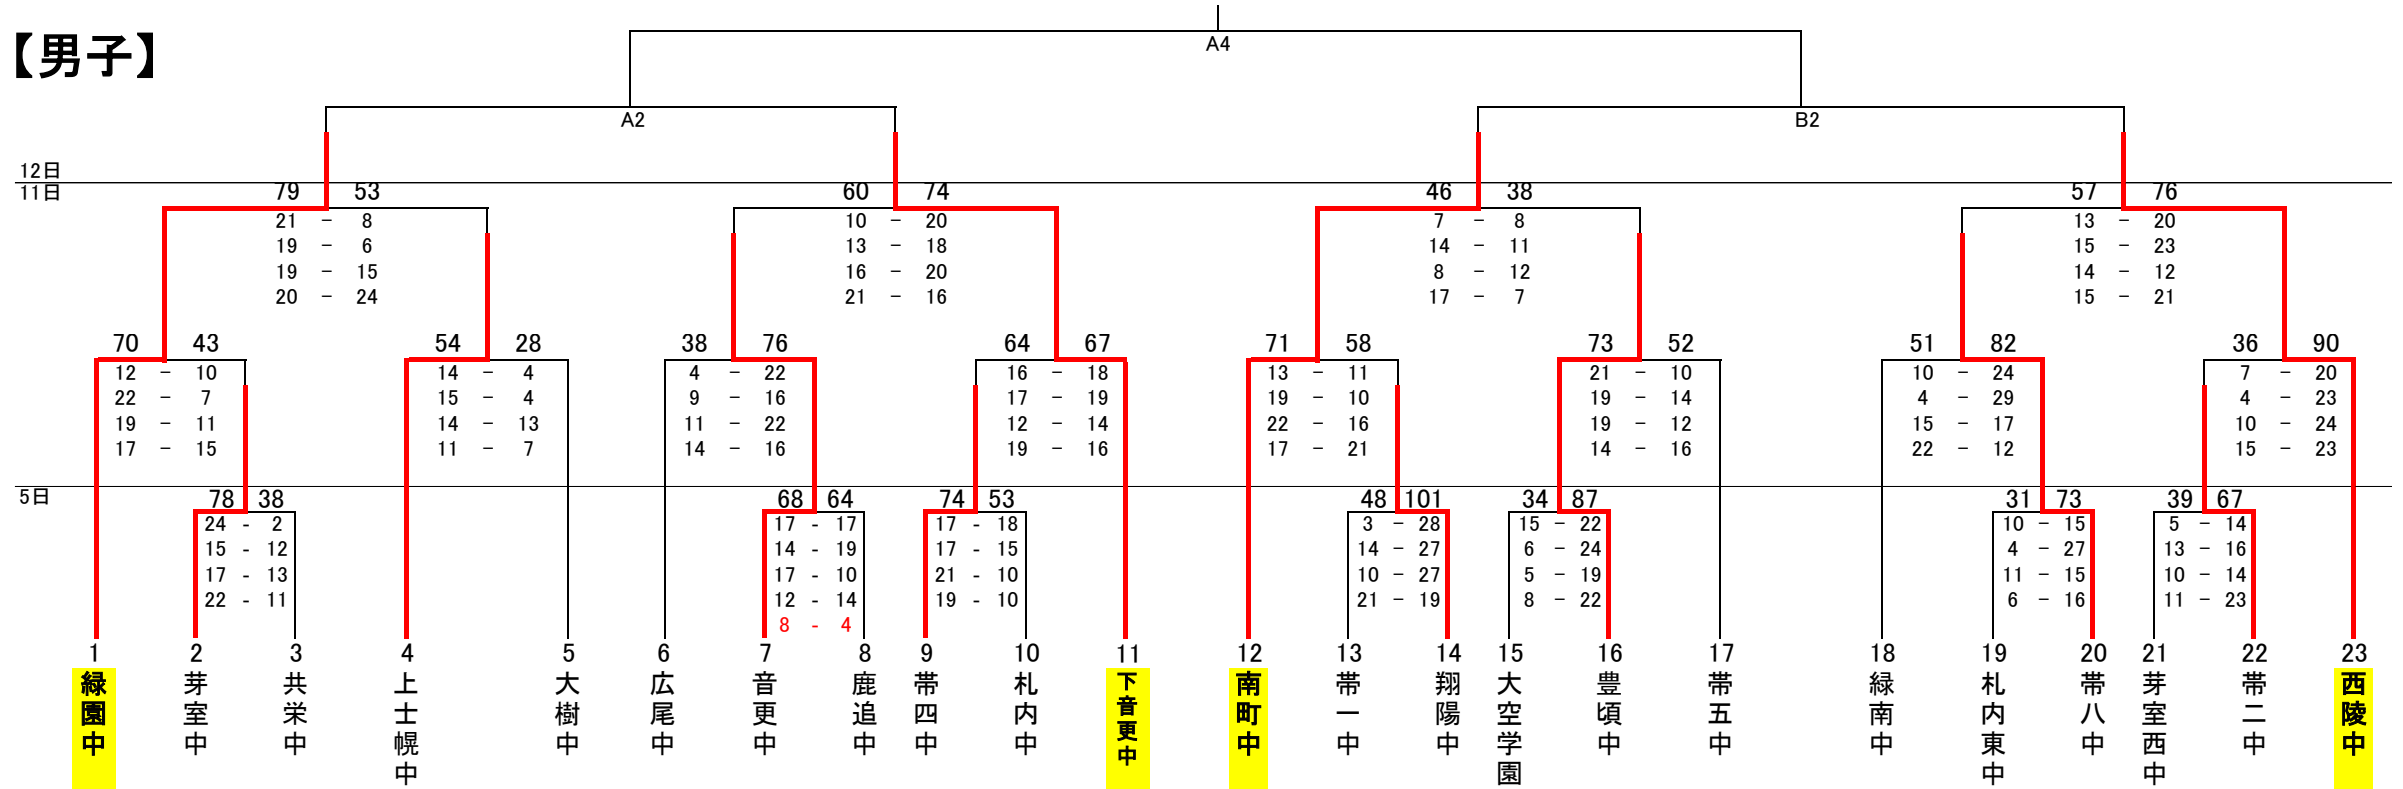 【男子】
A4
A2
B2
12日
11日
79 53
60 74
46 38
57 76
21 − 8
10 − 20
7 − 8
13 − 20
19 − 6
13 − 18
14 − 11
15 − 23
19 − 15
16 − 20
8 − 12
14 − 12
20 − 24
21 − 16
17 − 7
15 − 21
70 43
54 28
38 76
64 67
71 58
73 52
51 82
36 90
12 − 10
14 − 4
4 − 22
16 − 18
13 − 11
21 − 10
10 − 24
7 − 20
22 − 7
15 − 4
9 − 16
17 − 19
19 − 10
19 − 14
4 − 29
4 − 23
19 − 11
14 − 13
11 − 22
12 − 14
22 − 16
19 − 12
15 − 17
10 − 24
17 − 15
11 − 7
14 − 16
19 − 16
17 − 21
14 − 16
22 − 12
15 − 23
5日
78 38
68 64
74 53
48 101
34 87
31 73
39 67
24 - 2
17 - 17
17 - 18
3 − 28
15 − 22
10 − 15
5 − 14
15 - 12
14 - 19
17 - 15
14 − 27
6 − 24
4 − 27
13 − 16
17 - 13
17 - 10
21 - 10
10 − 27
5 − 19
11 − 15
10 − 14
22 - 11
12 - 14
19 - 10
21 − 19
8 − 22
6 − 16
11 − 23
8 - 4
1 2 3 4 5 6 7 8 9 10 11 12 13 14 15 16 17 18 19 20 21 22 23
緑園中
芽室中
共栄中
上士幌中
大樹中
広尾中
音更中
鹿追中
帯四中
札内中
下音更中
南町中
帯一中
翔陽中
大空学園
豊頃中
帯五中
緑南中
札内東中
帯八中
芽室西中
帯二中
西陵中